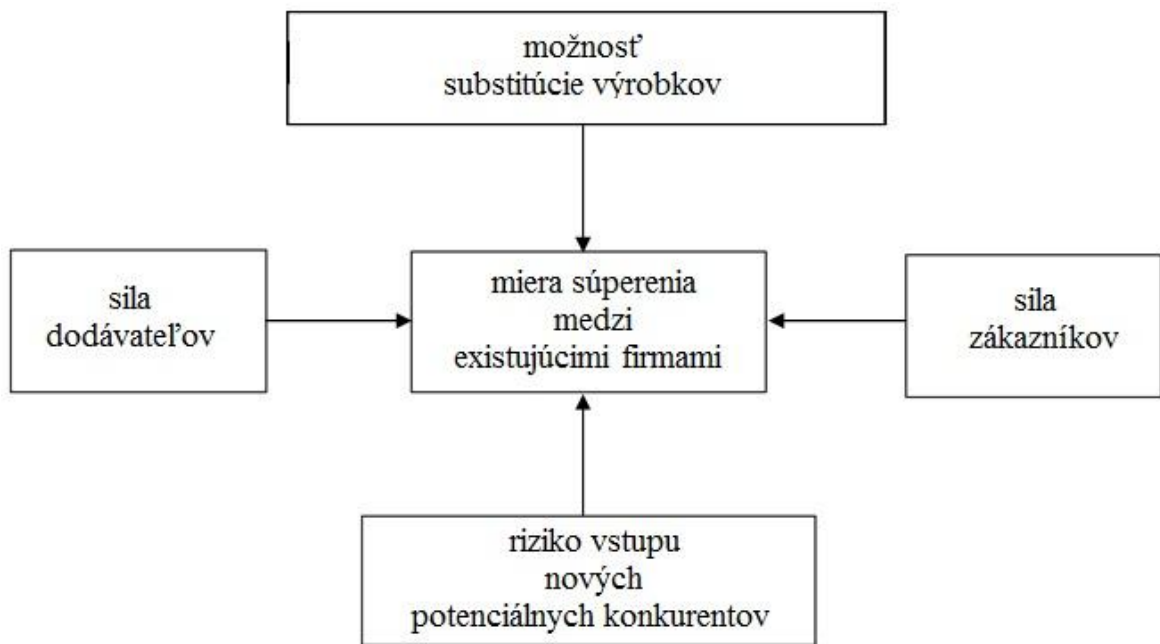 možnosť
substitúcie výrobkov
sila
dodávateľov
miera súperenia
medzi
existujúcimi firmami
sila
zákazníkov
riziko vstupu
nových
potenciálnych konkurentov